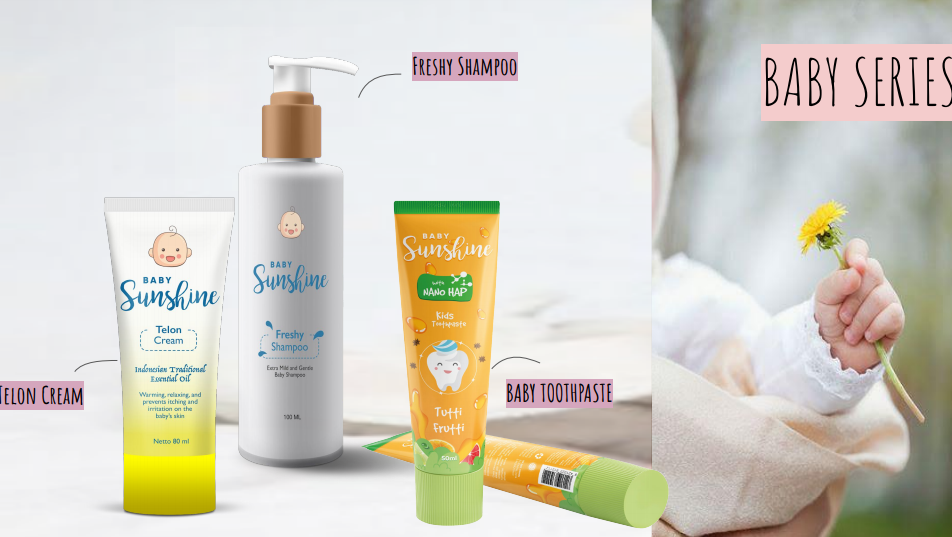 Freshy Shampoo
BABY SERIES
BABY
Sunshine
Telon
Cream
Indonesian Traditional
Essential Oil
Warming, relaxing, and
prevents itching and
irritation on the
baby's skin
Netto 80 ml
BABY
Sunshine
Freshy
Shampoo
Extra Mild and Gentle
Baby Shampoo
100 ML
BABY
Sunshine
with
NANO HAP
Kids
Toothpaste
Tutti
Frutti
50ml
Telon Cream
BABY TOOTHPASTE